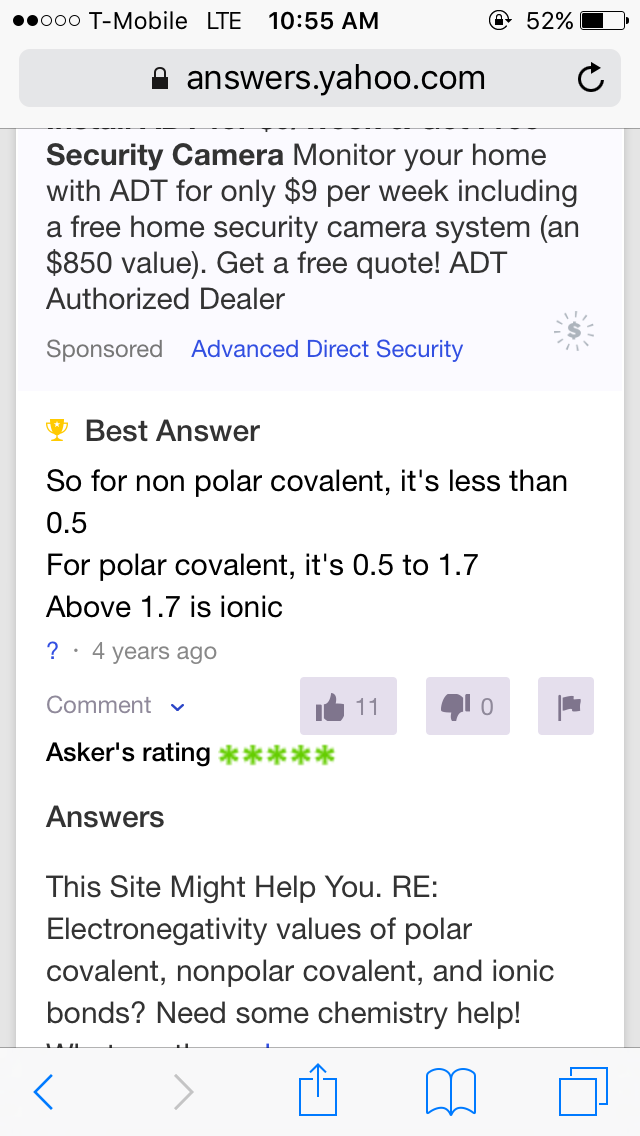 T-Mobile LTE 10:55 AM 52%
answers.yahoo.com
Security Camera Monitor your home
with ADT for only $9 per week including
a free home security camera system (an
$850 value). Get a free quote! ADT
Authorized Dealer
Sponsored Advanced Direct Security
$
Best Answer
So for non polar covalent, it's less than
0.5
For polar covalent, it's 0.5 to 1.7
Above 1.7 is ionic
? · 4 years ago
Comment 11 0
Asker's rating
Answers
This Site Might Help You. RE:
Electronegativity values of polar
covalent, nonpolar covalent, and ionic
bonds? Need some chemistry help!